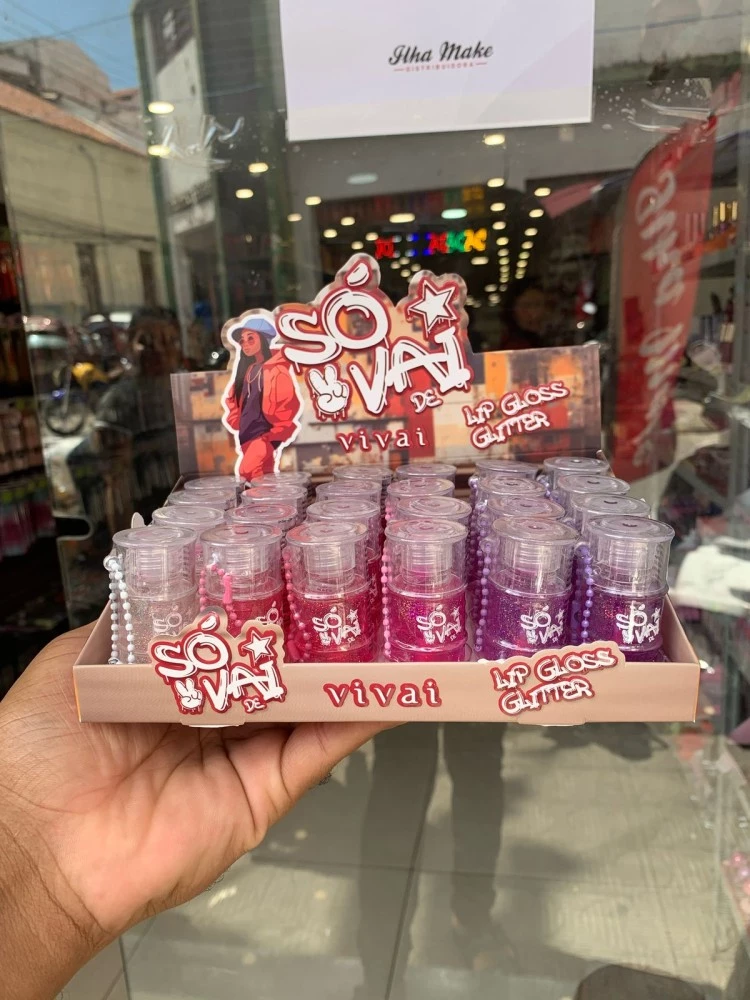 Ilha Make
DISTRIBUIDORA
SÓ
VAI
DE
vivai
LIP GLOSS
GLITTER
SÓ
VAI
SÓ
VAI
SÓ
VAI
SÓ
VAI
SÓ
VAI
SÓ
VAI
SÓ
VAI
DE
vivai
LIP GLOSS
GLITTER